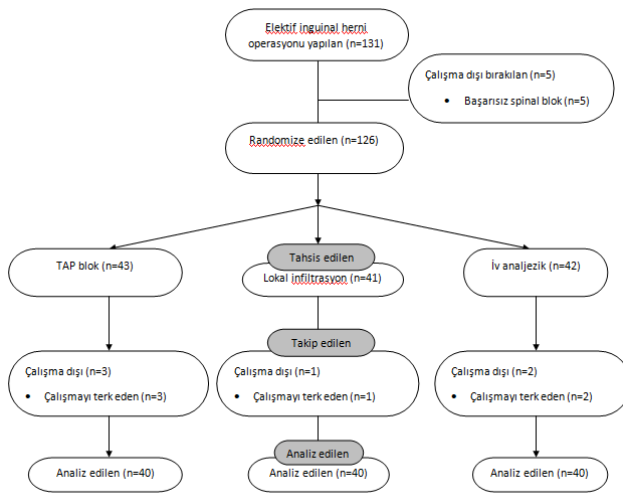 Elektif inguinal herni
operasyonu yapılan (n=131)
Çalışma dışı bırakılan (n=5)
• Başarısız spinal blok (n=5)
Randomize edilen (n=126)
TAP blok (n=43)
Tahsis edilen
Lokal infiltrasyon (n=41)
İv analjezik (n=42)
Takip edilen
Çalışma dışı (n=3)
• Çalışmayı terk eden (n=3)
Çalışma dışı (n=1)
• Çalışmayı terk eden (n=1)
Çalışma dışı (n=2)
• Çalışmayı terk eden (n=2)
Analiz edilen
Analiz edilen (n=40)
Analiz edilen (n=40)
Analiz edilen (n=40)